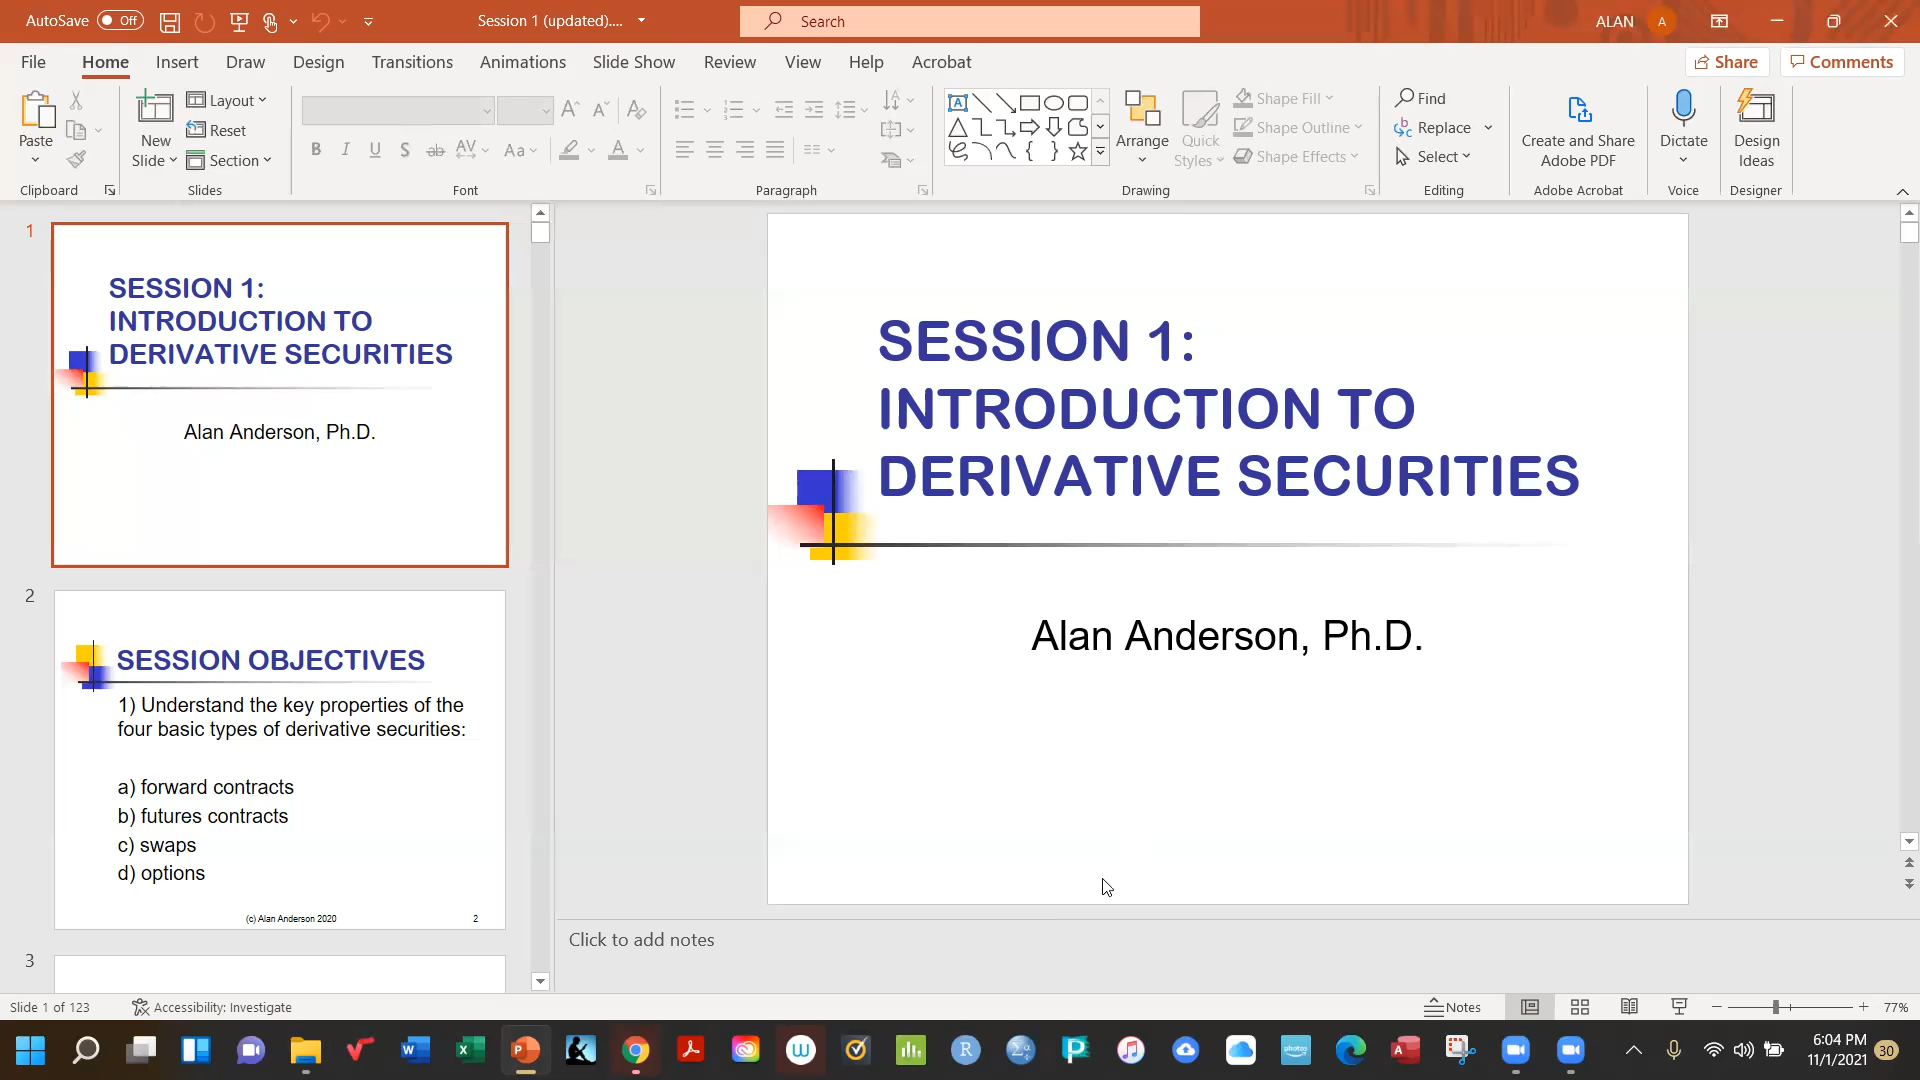 AutoSave Off
Session 1 (updated)....
Search
ALAN A
File Home Insert Draw Design Transitions Animations Slide Show Review View Help Acrobat
Share Comments
Paste
New Slide
Layout
Reset
Section
B I U S ab AV Aa A
Arrange
Quick Styles
Shape Fill
Shape Outline
Shape Effects
Find
Replace
Select
Create and Share Adobe PDF
Dictate
Design Ideas
Clipboard Slides Font Paragraph Drawing Editing Adobe Acrobat Voice Designer
1
SESSION 1:
INTRODUCTION TO
DERIVATIVE SECURITIES
Alan Anderson, Ph.D.
2
SESSION OBJECTIVES
1) Understand the key properties of the
four basic types of derivative securities:
a) forward contracts
b) futures contracts
c) swaps
d) options
(c) Alan Anderson 2020 2
3
SESSION 1:
INTRODUCTION TO
DERIVATIVE SECURITIES
Alan Anderson, Ph.D.
Click to add notes
Slide 1 of 123 Accessibility: Investigate
Notes 77%
6:04 PM
11/1/2021 30